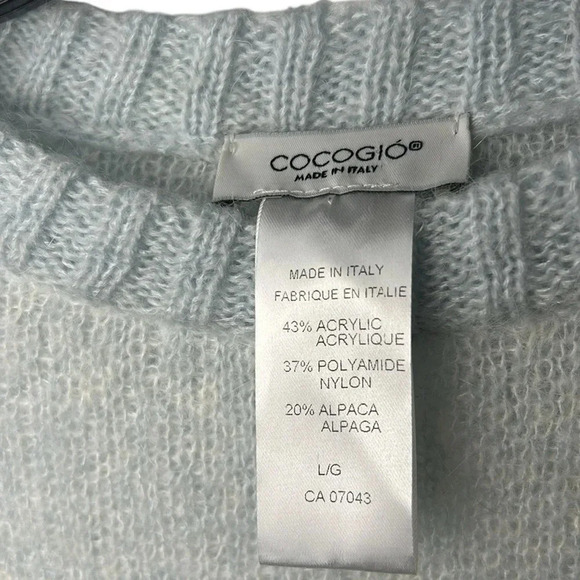 COCOGIÓ®
MADE IN ITALY
MADE IN ITALY
FABRIQUE EN ITALIE
43% ACRYLIC
ACRYLIQUE
37% POLYAMIDE
NYLON
20% ALPACA
ALPAGA
L/G
CA 07043